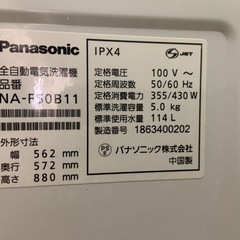 Panasonic
全自動電気洗濯機
品番
NA-F50B11
外形寸法
幅 562 mm
奥行 572 mm
高さ 880 mm
IPX4
S JET
定格電圧 100 V～
定格周波数 50/60 Hz
定格消費電力 355/430 W
標準洗濯容量 5.0 kg
標準使用水量 114 L
製造番号 1863400202
PS E
パナソニック株式会社
中国製